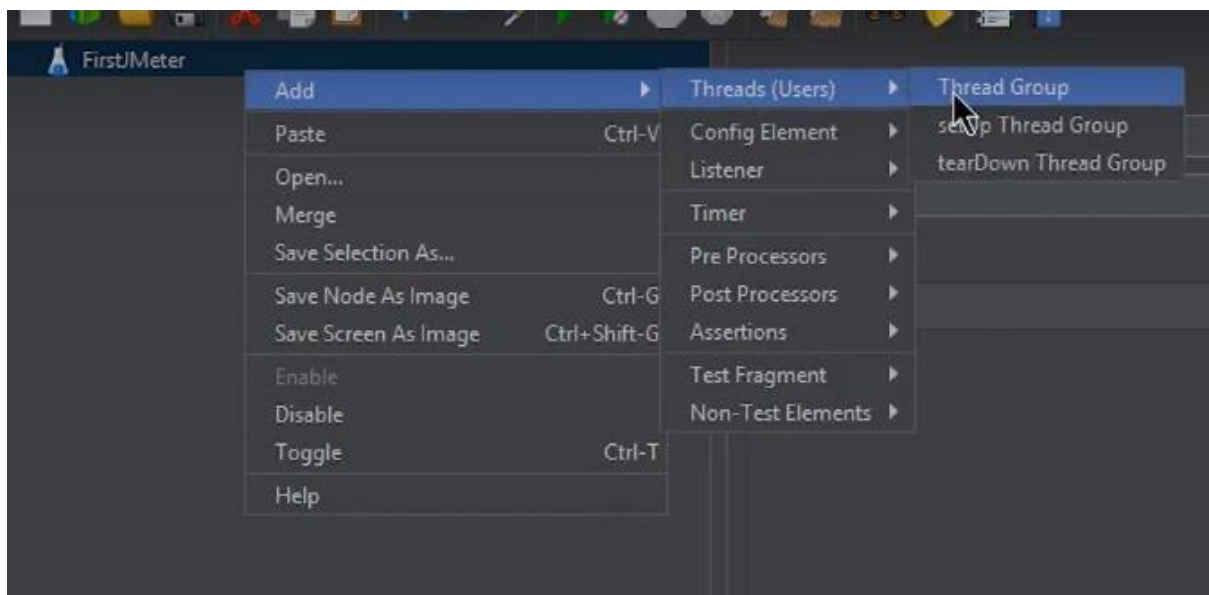 FirstJMeter
Add
Paste Ctrl-V
Open...
Merge
Save Selection As...
Save Node As Image Ctrl-G
Save Screen As Image Ctrl+Shift-G
Enable
Disable
Toggle Ctrl-T
Help
Threads (Users)
Config Element
Listener
Timer
Pre Processors
Post Processors
Assertions
Test Fragment
Non-Test Elements
Thread Group
Thread Group
tearDown Thread Group